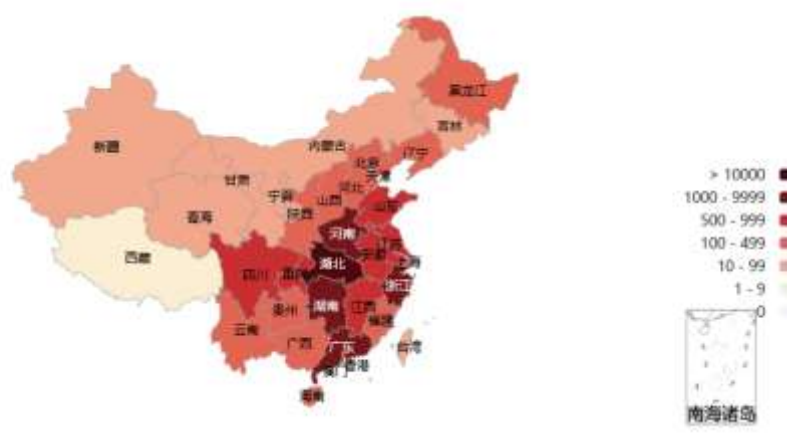 黑龙江
吉林
新疆
内蒙古
辽宁
北京
天津
甘肃
河北
宁夏
山西
山东
青海
陕西
河南
江苏
西藏
安徽
湖北
上海
四川
重庆
浙江
湖南
江西
贵州
福建
云南
广西
广东
台湾
香港
澳门
海南
> 10000
1000 - 9999
500 - 999
100 - 499
10 - 99
1 - 9
0
南海诸岛